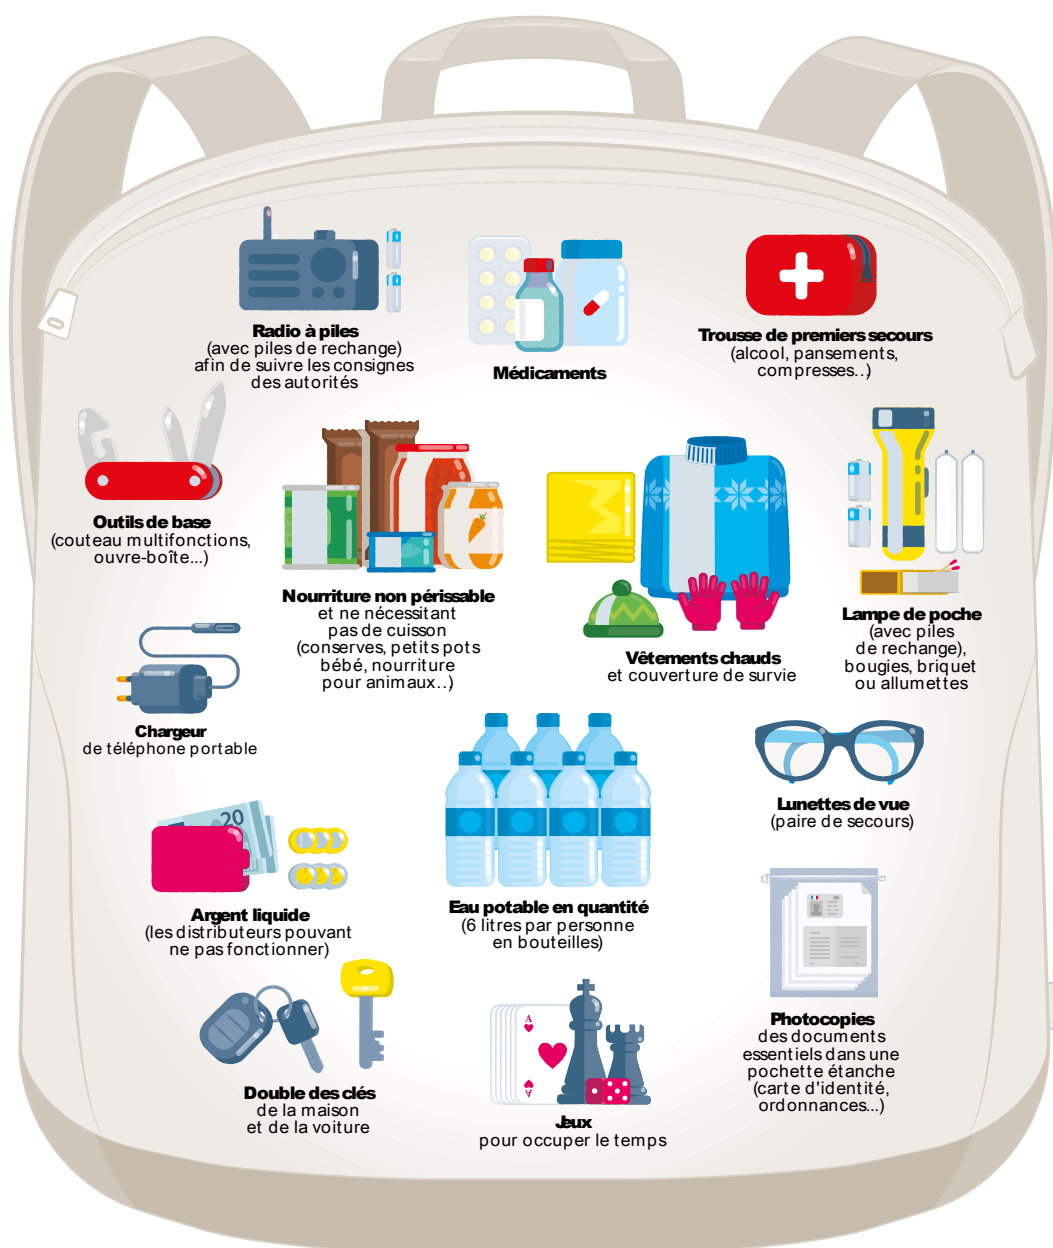 Radio à piles
(avec piles de rechange)
afin de suivre les consignes
des autorités
Médicaments
Trousse de premiers secours
(alcool, pansements,
compresses...)
Outils de base
(couteau multifonctions,
ouvre-boîte...)
Nourriture non périssable
et ne nécessitant
pas de cuisson
(conserves, petits pots
bébé, nourriture
pour animaux...)
Vêtements chauds
et couverture de survie
Lampe de poche
(avec piles
de rechange),
bougies, briquet
ou allumettes
Chargeur
de téléphone portable
Lunettes de vue
(paire de secours)
20
Argent liquide
(les distributeurs pouvant
ne pas fonctionner)
Eau potable en quantité
(6 litres par personne
en bouteilles)
Photocopies
des documents
essentiels dans une
pochette étanche
(carte d'identité,
ordonnances...)
Double des clés
de la maison
et de la voiture
A
A
Jeux
pour occuper le temps